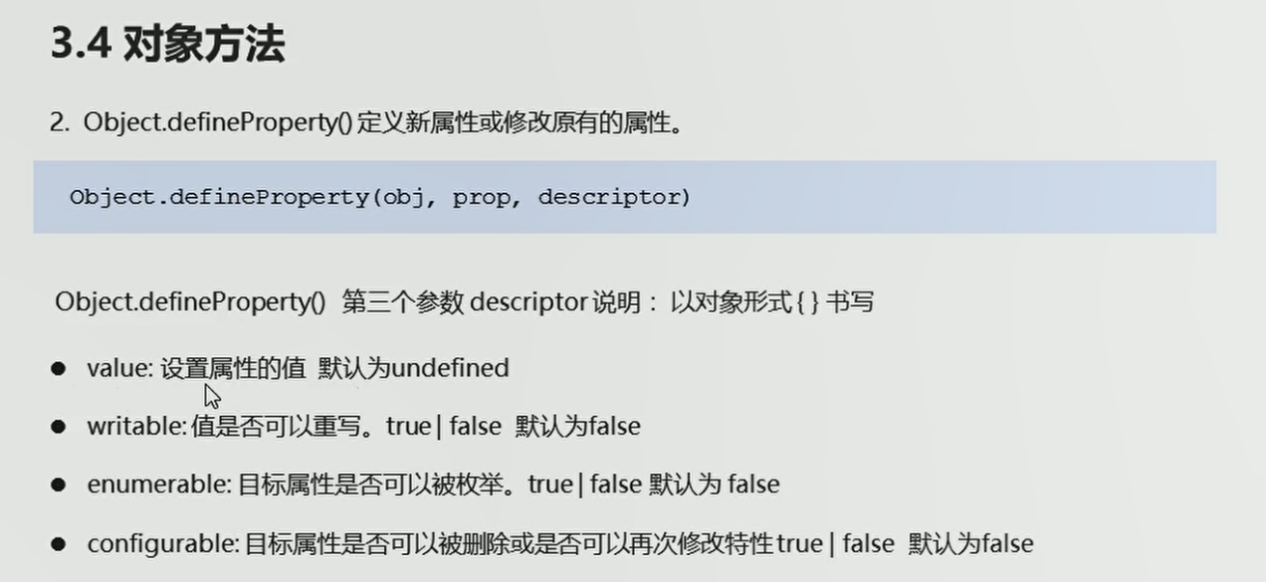 3.4 对象方法
2. Object.defineProperty() 定义新属性或修改原有的属性。
Object.defineProperty(obj, prop, descriptor)
Object.defineProperty() 第三个参数 descriptor 说明： 以对象形式 { } 书写
● value: 设置属性的值 默认为undefined
● writable: 值是否可以重写。true | false 默认为false
● enumerable: 目标属性是否可以被枚举。true | false 默认为 false
● configurable: 目标属性是否可以被删除或是否可以再次修改特性 true | false 默认为false